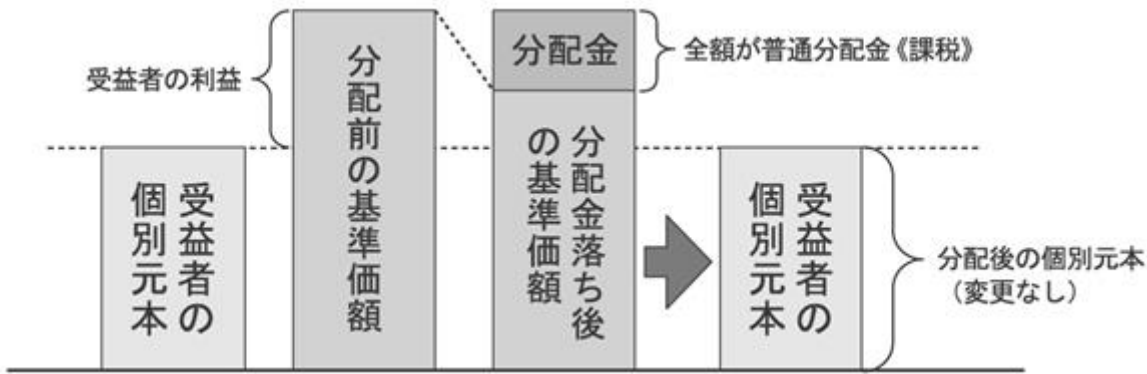 受益者の利益
受益者の
個別元本
分配前の基準価額
分配金
全額が普通分配金《課税》
分配金落ち後
の基準価額
受益者の
個別元本
分配後の個別元本
(変更なし)